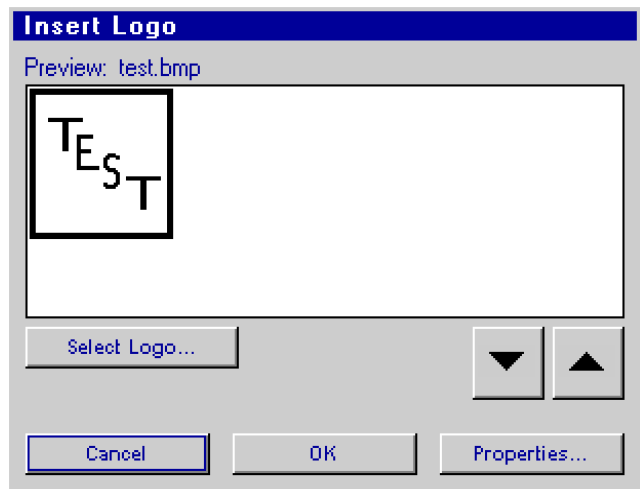 Insert Logo
Preview: test.bmp
TEST
Select Logo...
Cancel OK Properties...